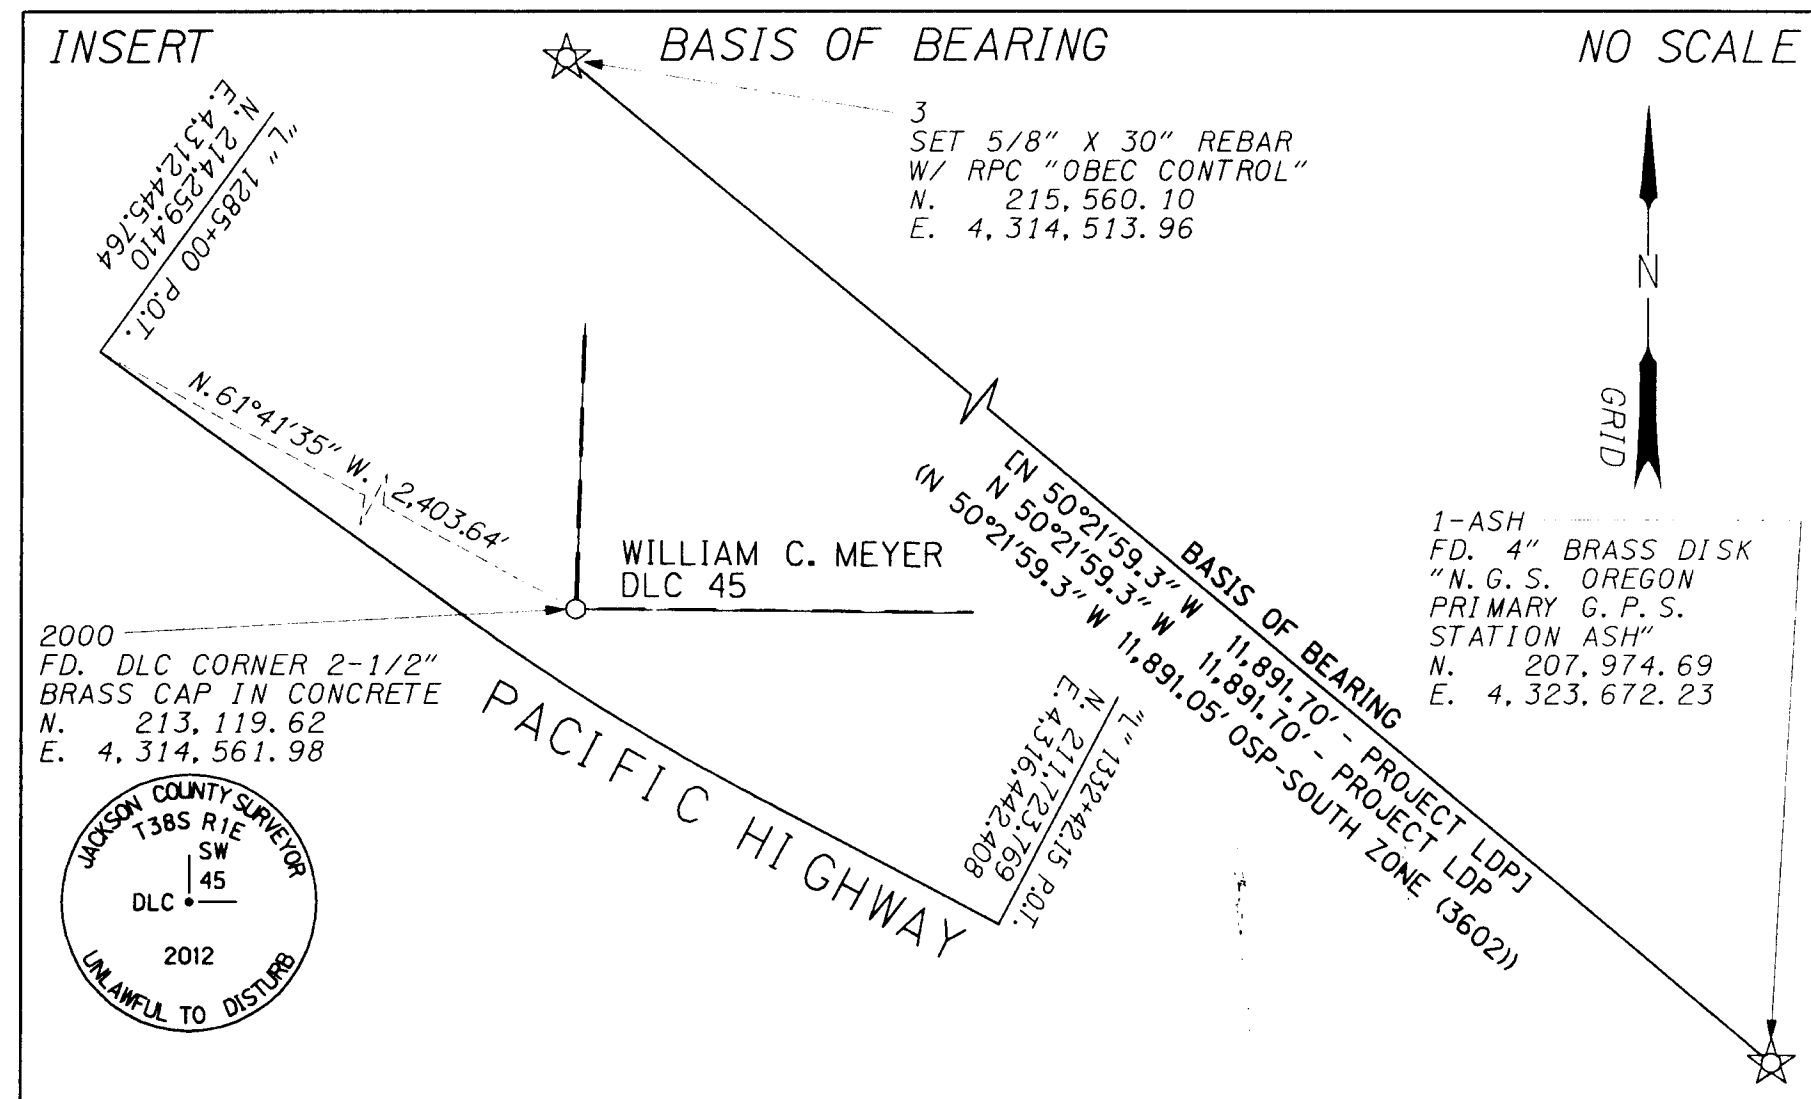 INSERT
BASIS OF BEARING
NO SCALE
"L" 1285+00 P.O.T.
N. 214,259.410
E. 4,312,445.764
3
SET 5/8" X 30" REBAR
W/ RPC "OBEC CONTROL"
N. 215,560.10
E. 4,314,513.96
N
GRID
N. 61°41'35" W. 2,403.64'
WILLIAM C. MEYER
DLC 45
BASIS OF BEARING
[N 50°21'59.3" W 11,891.70' - PROJECT LDP]
N 50°21'59.3" W 11,891.70' - PROJECT LDP
(N 50°21'59.3" W 11,891.05' OSP-SOUTH ZONE (3602))
1-ASH
FD. 4" BRASS DISK
"N.G.S. OREGON
PRIMARY G.P.S.
STATION ASH"
N. 207,974.69
E. 4,323,672.23
2000
FD. DLC CORNER 2-1/2"
BRASS CAP IN CONCRETE
N. 213,119.62
E. 4,314,561.98
PACIFIC HIGHWAY
"L" 1332+42.15 P.O.T.
N. 211,723.769
E. 4,316,442.408
JACKSON COUNTY SURVEYOR
T38S R1E
SW
45
DLC
2012
UNLAWFUL TO DISTURB